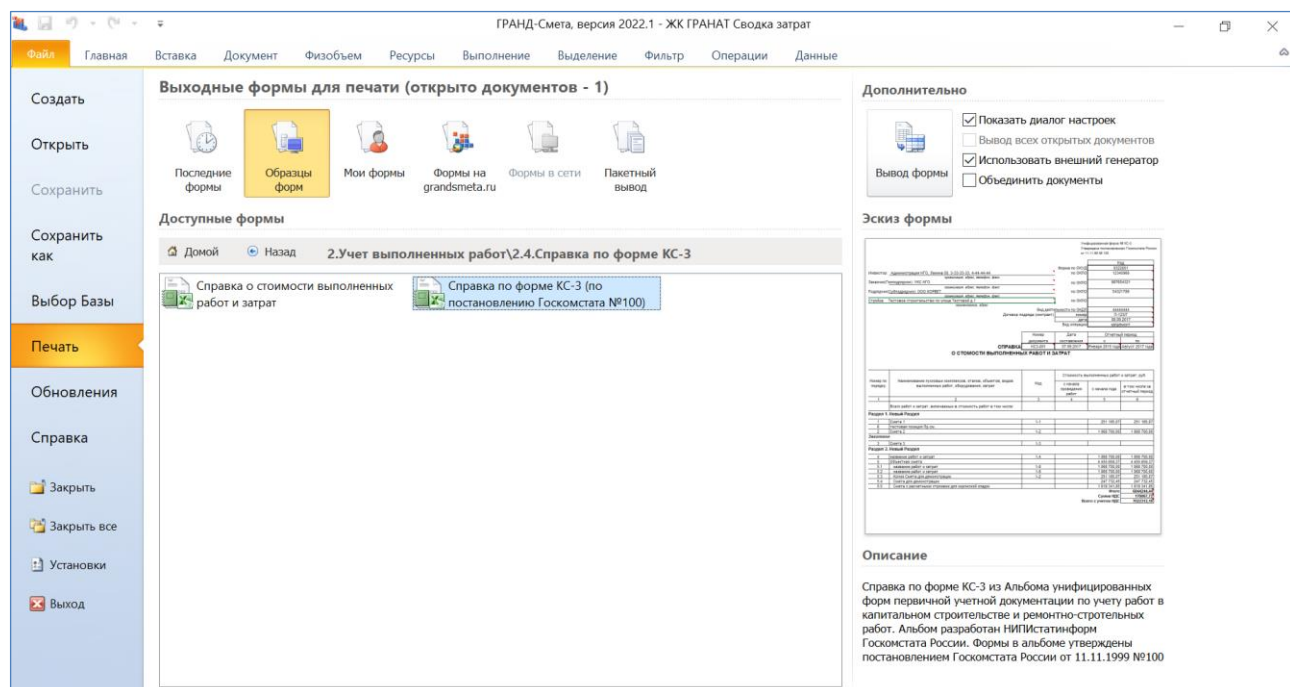 ГРАНД-Смета, версия 2022.1 - ЖК ГРАНАТ Сводка затрат
Файл Главная Вставка Документ Физобъем Ресурсы Выполнение Выделение Фильтр Операции Данные
Создать
Открыть
Сохранить
Сохранить
как
Выбор Базы
Печать
Обновления
Справка
Закрыть
Закрыть все
Установки
Выход
Выходные формы для печати (открыто документов - 1)
Последние
формы
Образцы
форм
Мои формы
Формы на
grandsmeta.ru
Формы в сети
Пакетный
вывод
Доступные формы
Домой Назад 2.Учет выполненных работ\2.4.Справка по форме КС-3
Справка о стоимости выполненных
работ и затрат
Справка по форме КС-3 (по
постановлению Госкомстата №100)
Дополнительно
Вывод формы
Показать диалог настроек
Вывод всех открытых документов
Использовать внешний генератор
Объединить документы
Эскиз формы
СПРАВКА
О СТОМОСТИ ВЫПОЛНЕННЫХ РАБОТ И ЗАТРАТ
Описание
Справка по форме КС-3 из Альбома унифицированных
форм первичной учетной документации по учету работ в
капитальном строительстве и ремонтно-стротельных
работ. Альбом разработан НИПИстатинформ
Госкомстата России. Формы в альбоме утверждены
постановлением Госкомстата России от 11.11.1999 №100